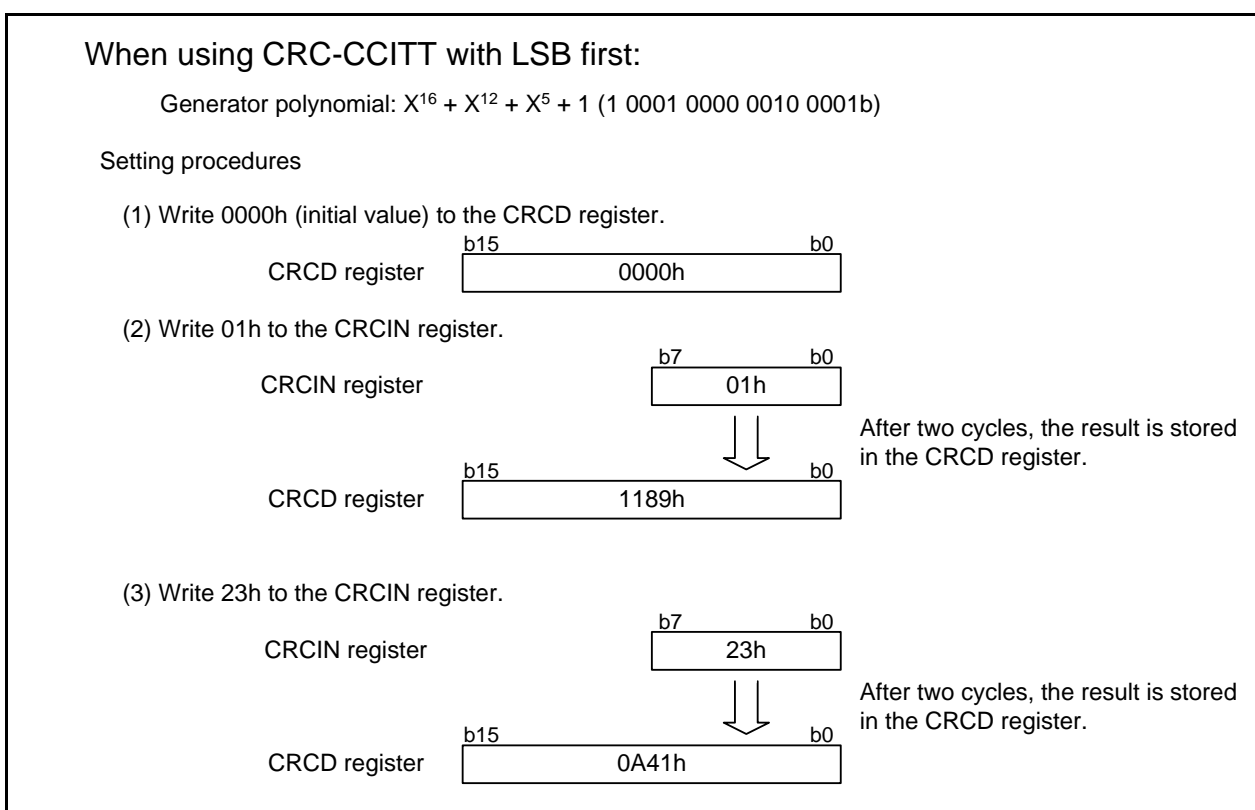 When using CRC-CCITT with LSB first:
Generator polynomial: X¹⁶ + X¹² + X⁵ + 1 (1 0001 0000 0010 0001b)
Setting procedures
(1) Write 0000h (initial value) to the CRCD register.
b15 b0
CRCD register 0000h
(2) Write 01h to the CRCIN register.
b7 b0
CRCIN register 01h
After two cycles, the result is stored
in the CRCD register.
b15 b0
CRCD register 1189h
(3) Write 23h to the CRCIN register.
b7 b0
CRCIN register 23h
After two cycles, the result is stored
in the CRCD register.
b15 b0
CRCD register 0A41h